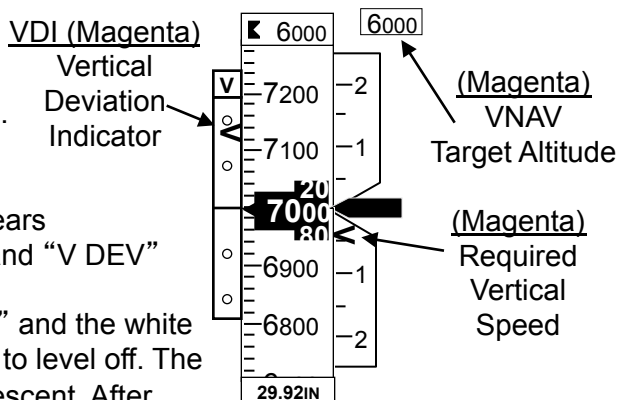 VDI (Magenta)
Vertical
Deviation
Indicator
.
ears
nd “V DEV”
” and the white
to level off. The
escent. After
6000
7200
7100
20
7000
80
6900
6800
29.92IN
V
2
1
1
2
6000
(Magenta)
VNAV
Target Altitude
(Magenta)
Required
Vertical
Speed